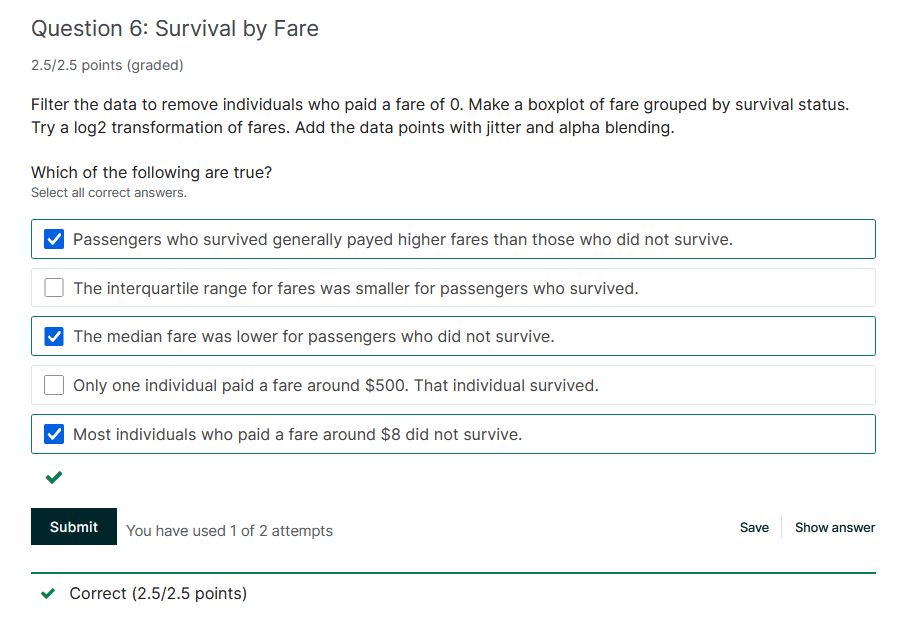 Question 6: Survival by Fare
2.5/2.5 points (graded)
Filter the data to remove individuals who paid a fare of 0. Make a boxplot of fare grouped by survival status.
Try a log2 transformation of fares. Add the data points with jitter and alpha blending.
Which of the following are true?
Select all correct answers.
Passengers who survived generally payed higher fares than those who did not survive.
The interquartile range for fares was smaller for passengers who survived.
The median fare was lower for passengers who did not survive.
Only one individual paid a fare around $500. That individual survived.
Most individuals who paid a fare around $8 did not survive.
Submit You have used 1 of 2 attempts Save Show answer
Correct (2.5/2.5 points)